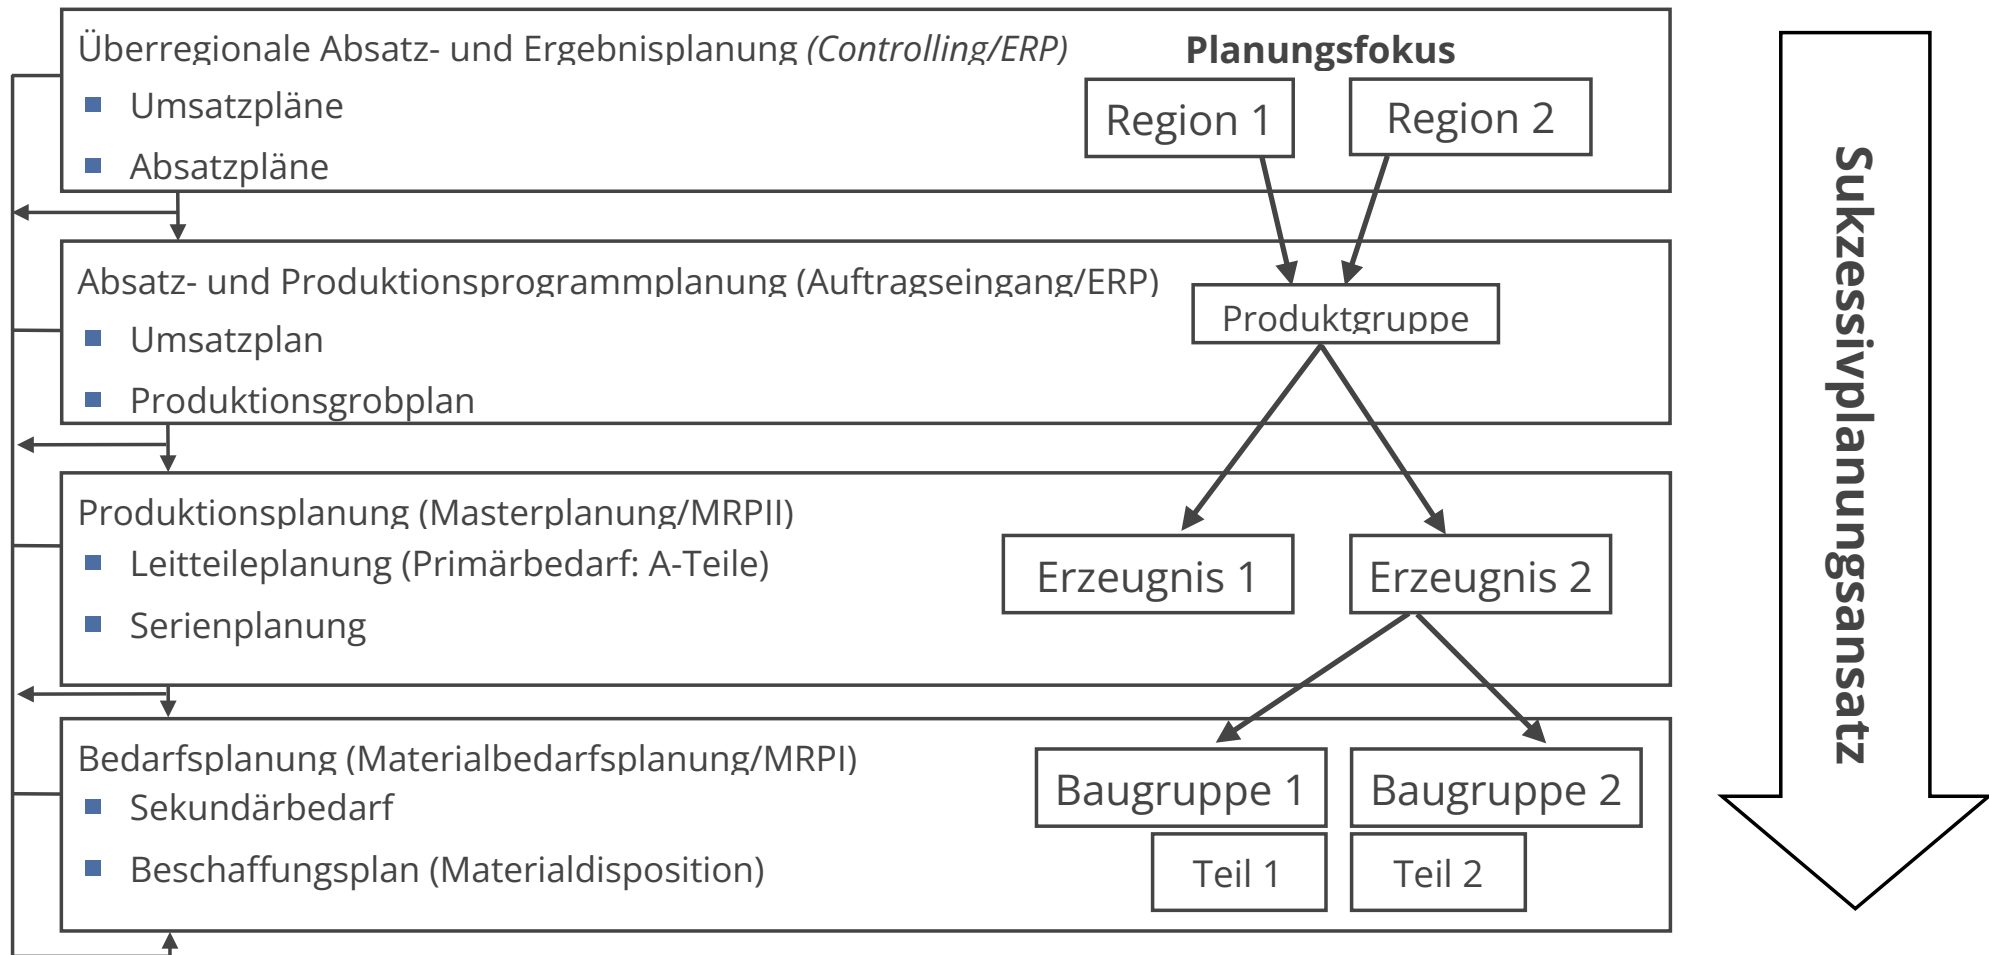 Überregionale Absatz- und Ergebnisplanung (Controlling/ERP)
Planungsfokus
Umsatzpläne
Absatzpläne
Region 1
Region 2
Absatz- und Produktionsprogrammplanung (Auftragseingang/ERP)
Umsatzplan
Produktionsgrobplan
Produktgruppe
Produktionsplanung (Masterplanung/MRPII)
Leitteileplanung (Primärbedarf: A-Teile)
Serienplanung
Erzeugnis 1
Erzeugnis 2
Bedarfsplanung (Materialbedarfsplanung/MRPI)
Sekundärbedarf
Beschaffungsplan (Materialdisposition)
Baugruppe 1
Baugruppe 2
Teil 1
Teil 2
Sukzessivplanungsansatz